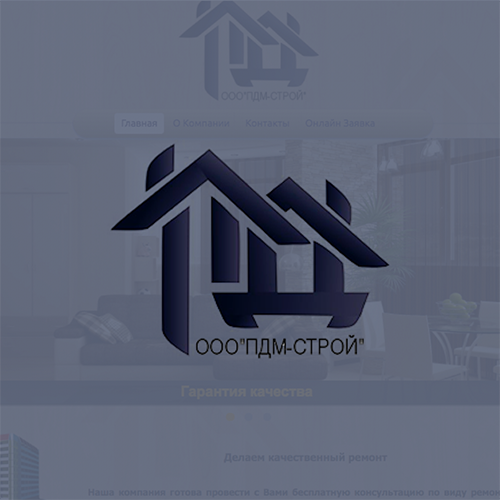 ООО"ПДМ-СТРОЙ"
Главная О Компании Контакты Онлайн Заявка
ООО"ПДМ-СТРОЙ"
Гарантия качества
Делаем качественный ремонт
Наша компания готова провести с Вами бесплатную консультацию по виду ремо